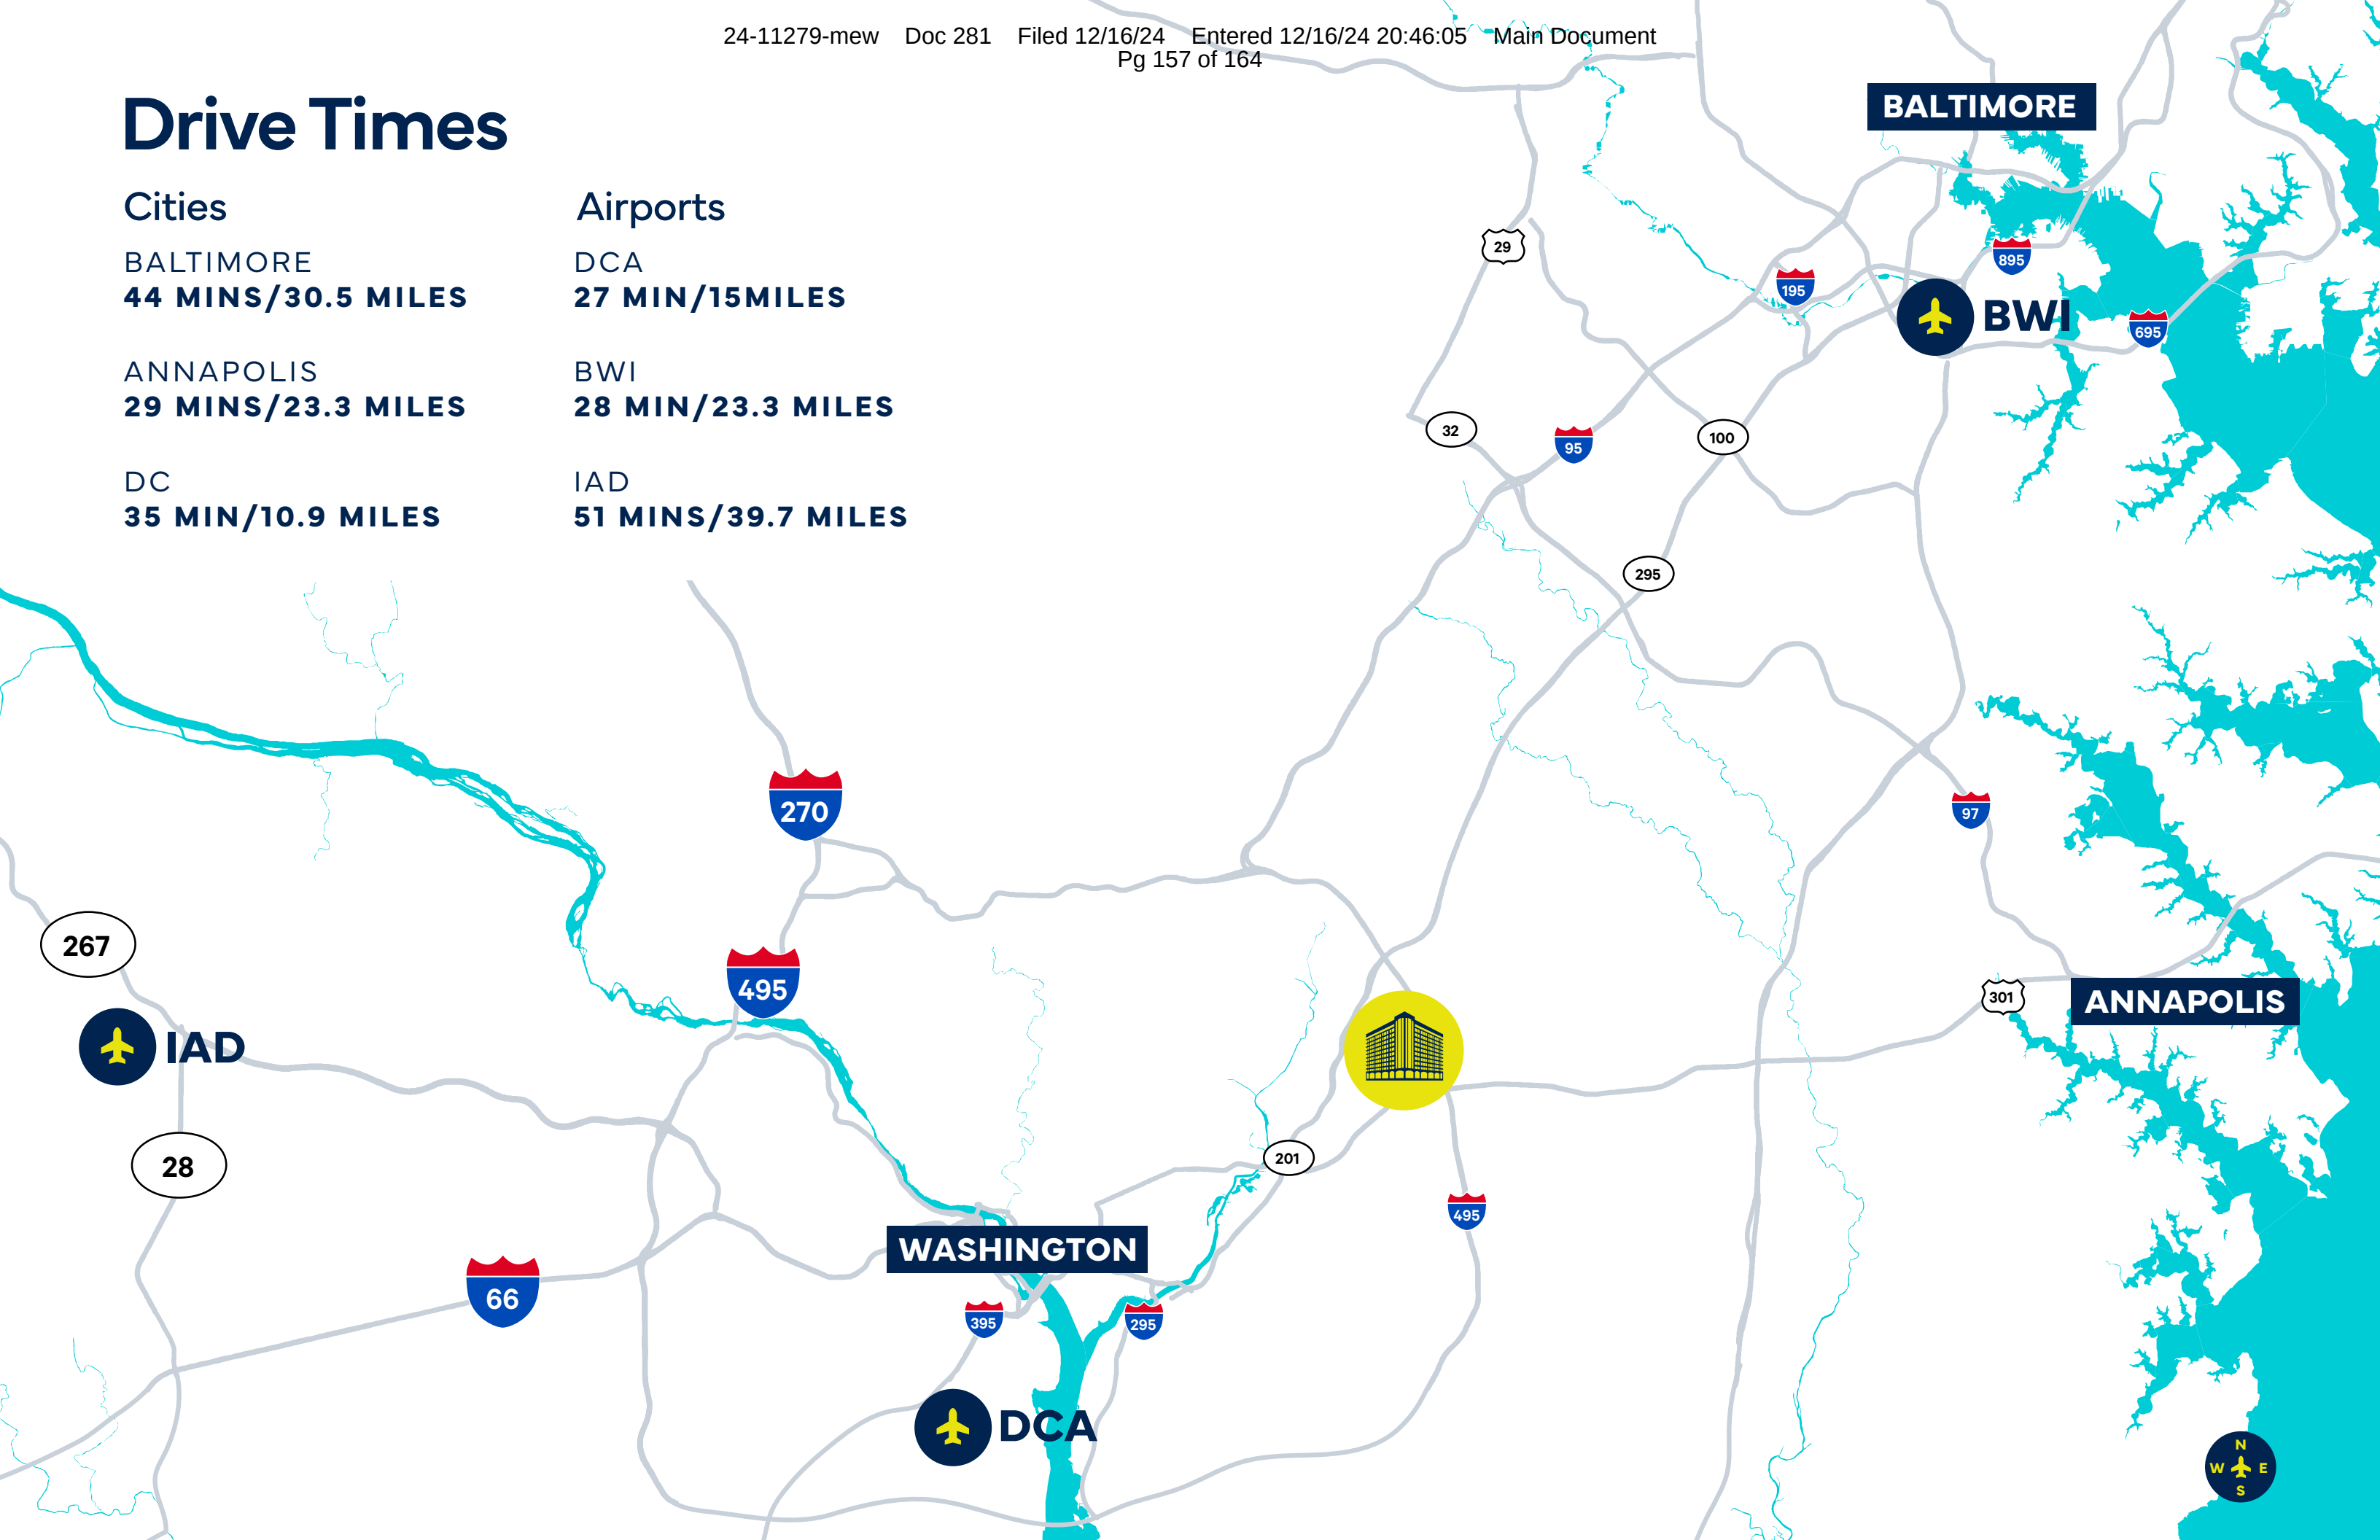 24-11279-mew Doc 281 Filed 12/16/24 Entered 12/16/24 20:46:05 Main Document
Pg 157 of 164
Drive Times
Cities
BALTIMORE
44 MINS/30.5 MILES
ANNAPOLIS
29 MINS/23.3 MILES
DC
35 MIN/10.9 MILES
Airports
DCA
27 MIN/15MILES
BWI
28 MIN/23.3 MILES
IAD
51 MINS/39.7 MILES
BALTIMORE
29
895
195
BWI
695
32
95
100
295
270
97
267
495
301
ANNAPOLIS
IAD
28
201
495
WASHINGTON
66
395
295
DCA
N
W E
S